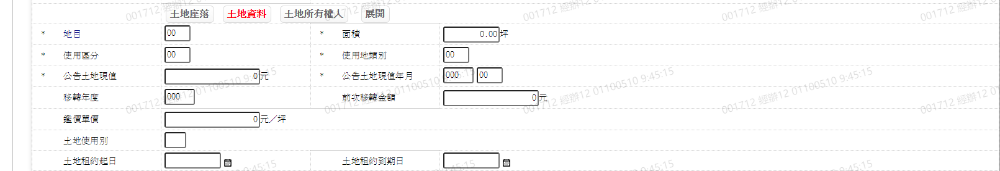 土地座落 土地資料 土地所有權人 展開
* 地目 00 * 面積 0.00 坪
* 使用區分 00 * 使用地類別 00
* 公告土地現值 0 元 * 公告土地現值年月 000 00
移轉年度 000 前次移轉金額 0 元
鑑價單價 0 元／坪
土地使用別
土地租約起日 土地租約到期日
001712 經辦12 01100510 9:45:15